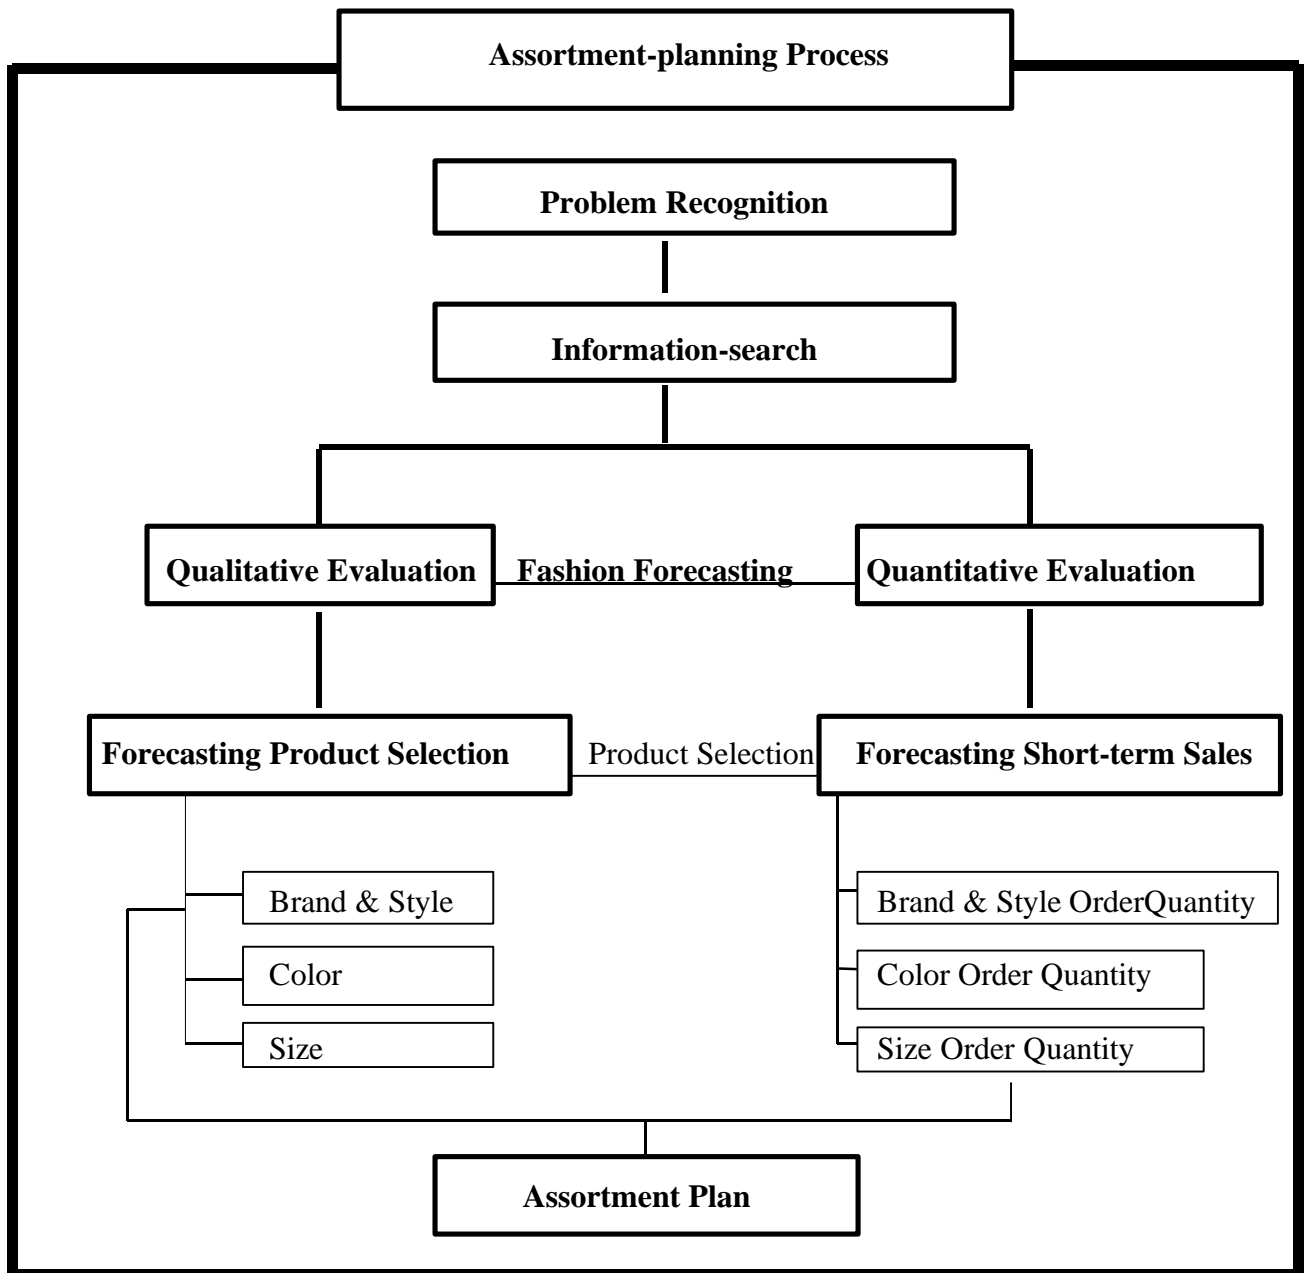 Assortment-planning Process
Problem Recognition
Information-search
Qualitative Evaluation
Fashion Forecasting
Quantitative Evaluation
Forecasting Product Selection
Product Selection
Forecasting Short-term Sales
Brand & Style
Brand & Style OrderQuantity
Color
Color Order Quantity
Size
Size Order Quantity
Assortment Plan